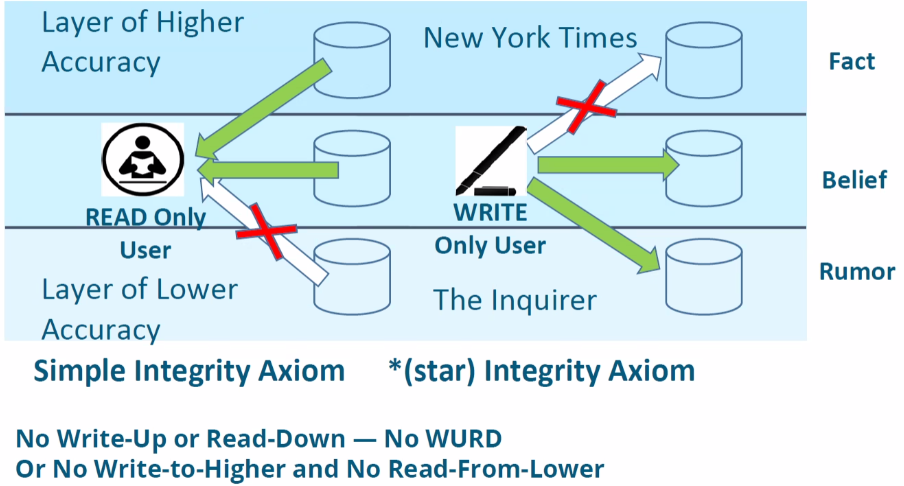 Layer of Higher
Accuracy
New York Times
Fact
READ Only
User
WRITE
Only User
Belief
Layer of Lower
Accuracy
The Inquirer
Rumor
Simple Integrity Axiom
*(star) Integrity Axiom
No Write-Up or Read-Down — No WURD
Or No Write-to-Higher and No Read-From-Lower